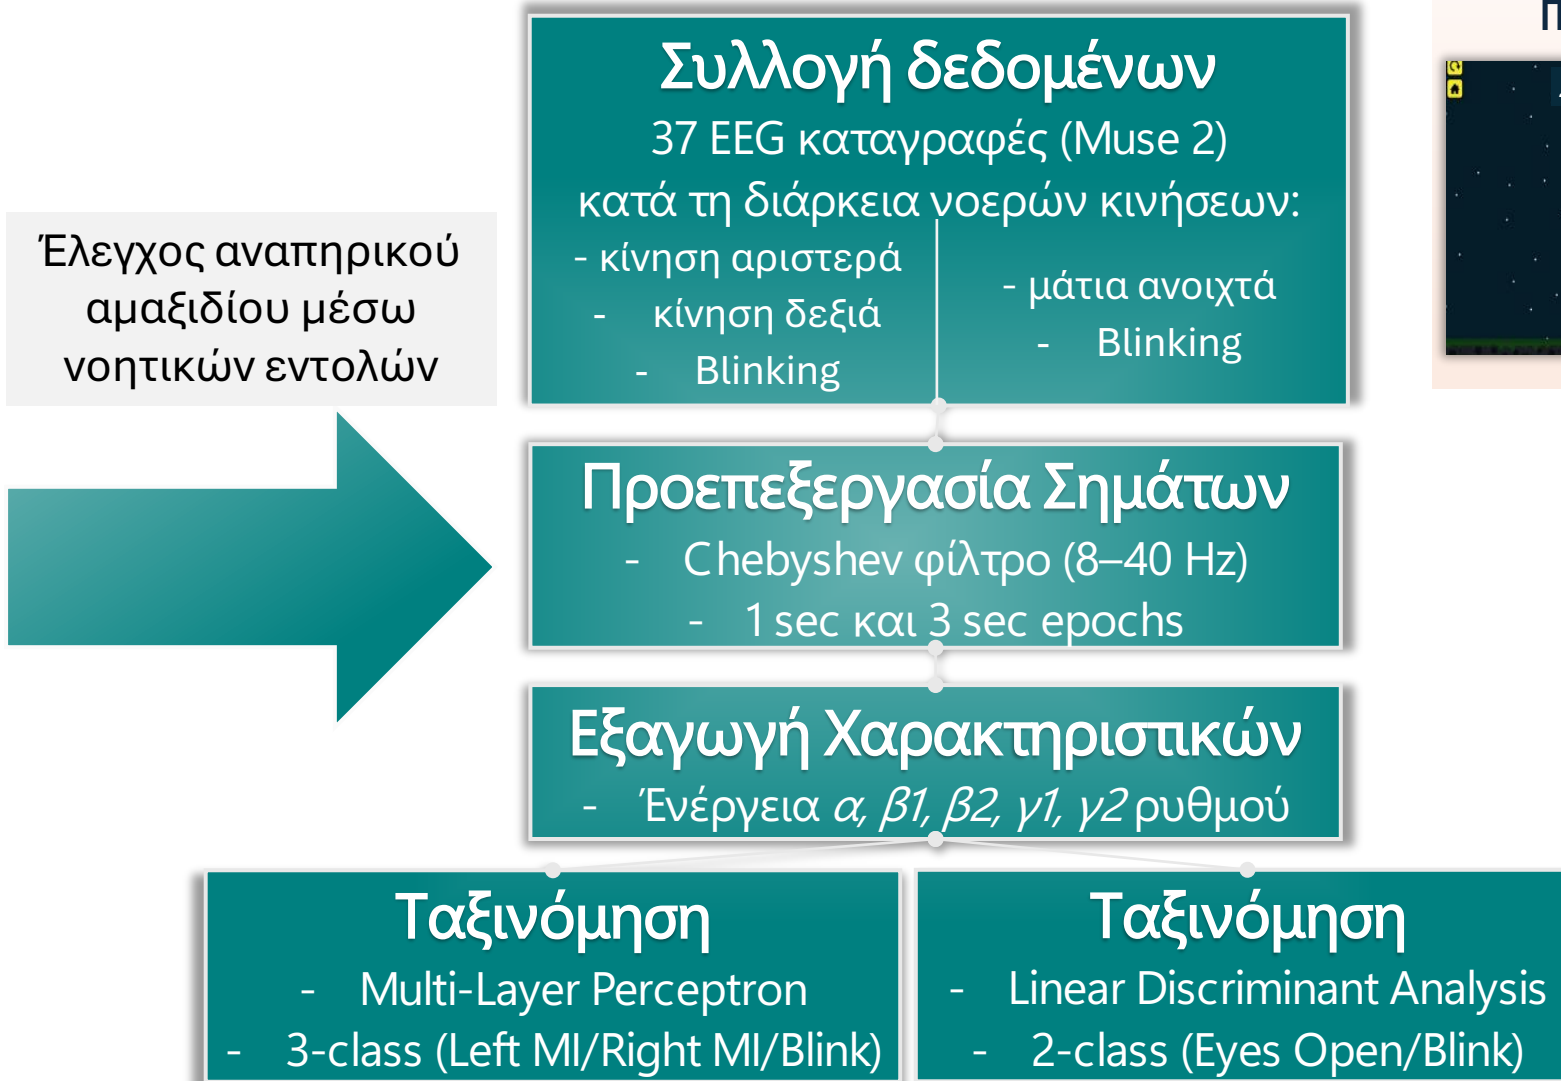 Έλεγχος αναπηρικού
αμαξιδίου μέσω
νοητικών εντολών
Συλλογή δεδομένων
37 EEG καταγραφές (Muse 2)
κατά τη διάρκεια νοερών κινήσεων:
- κίνηση αριστερά
- κίνηση δεξιά
- Blinking
- μάτια ανοιχτά
- Blinking
Προεπεξεργασία Σημάτων
- Chebyshev φίλτρο (8–40 Hz)
- 1 sec και 3 sec epochs
Εξαγωγή Χαρακτηριστικών
- Ένέργεια α, β1, β2, γ1, γ2 ρυθμού
Ταξινόμηση
- Multi-Layer Perceptron
- 3-class (Left MI/Right MI/Blink)
Ταξινόμηση
- Linear Discriminant Analysis
- 2-class (Eyes Open/Blink)